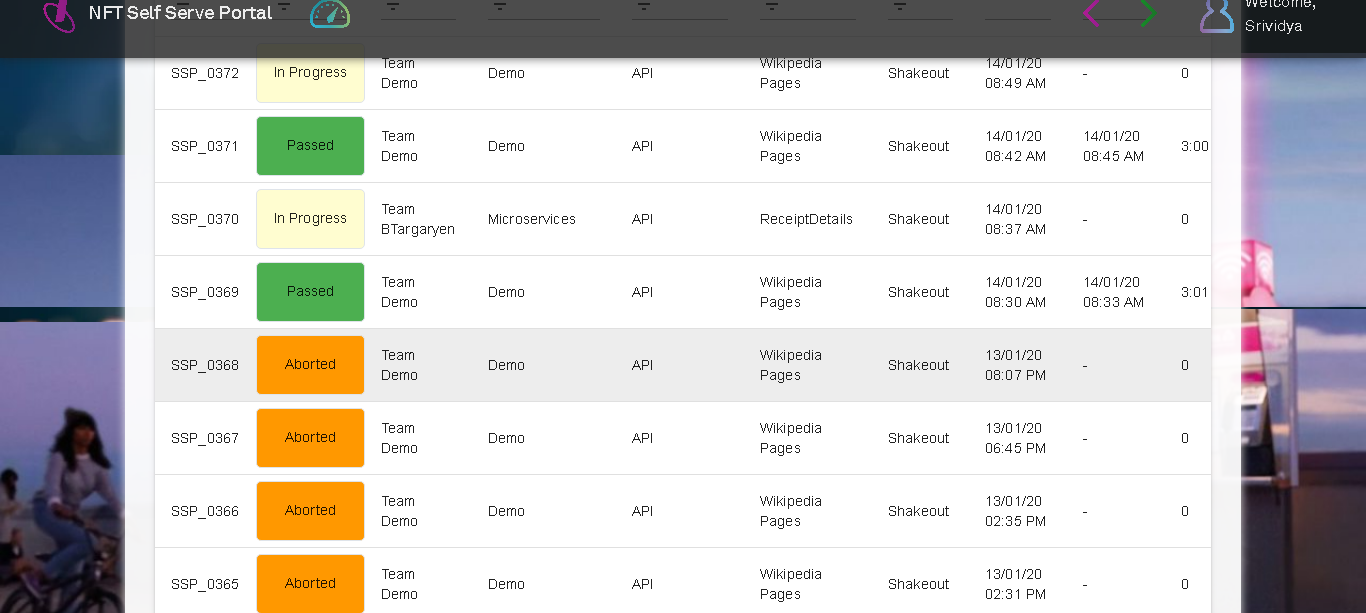 NFT Self Serve Portal
Welcome,
Srividya
SSP_0372 In Progress Team Demo Demo API Wikipedia Pages Shakeout 14/01/20 08:49 AM - 0
SSP_0371 Passed Team Demo Demo API Wikipedia Pages Shakeout 14/01/20 08:42 AM 14/01/20 08:45 AM 3:00
SSP_0370 In Progress Team BTargaryen Microservices API ReceiptDetails Shakeout 14/01/20 08:37 AM - 0
SSP_0369 Passed Team Demo Demo API Wikipedia Pages Shakeout 14/01/20 08:30 AM 14/01/20 08:33 AM 3:01
SSP_0368 Aborted Team Demo Demo API Wikipedia Pages Shakeout 13/01/20 08:07 PM - 0
SSP_0367 Aborted Team Demo Demo API Wikipedia Pages Shakeout 13/01/20 06:45 PM - 0
SSP_0366 Aborted Team Demo Demo API Wikipedia Pages Shakeout 13/01/20 02:35 PM - 0
SSP_0365 Aborted Team Demo Demo API Wikipedia Pages Shakeout 13/01/20 02:31 PM - 0